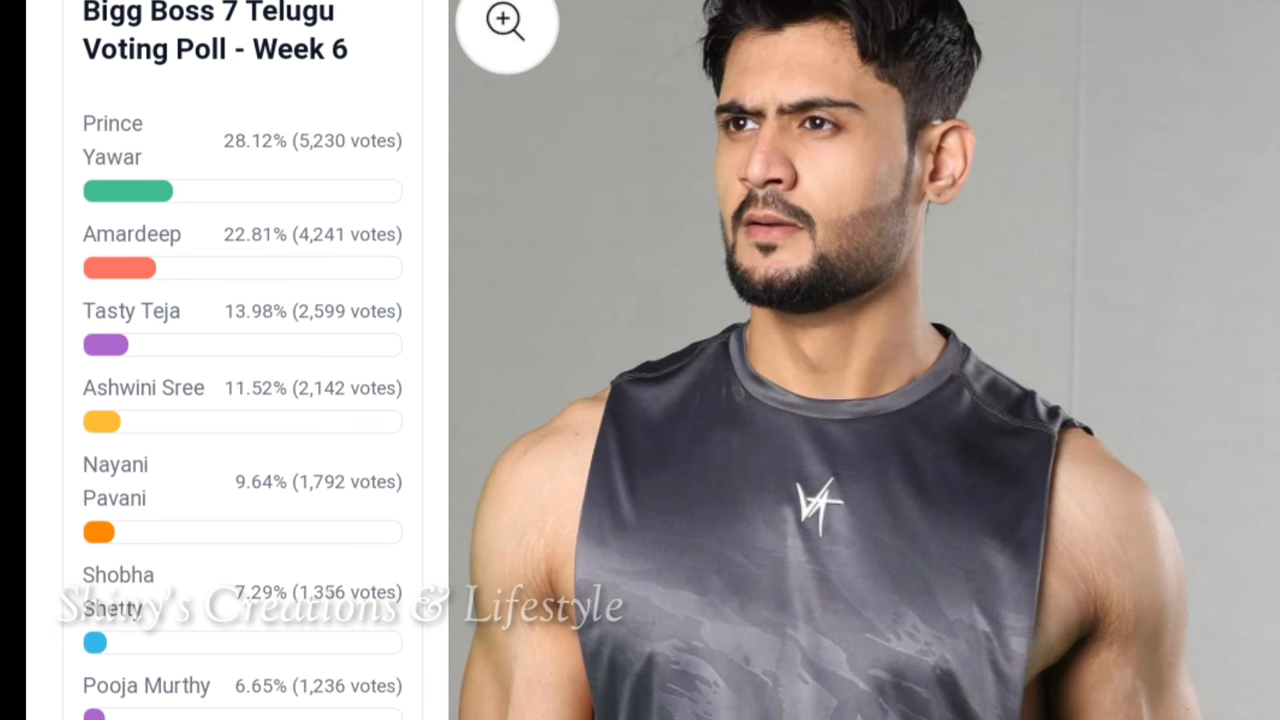 Bigg Boss 7 Telugu
Voting Poll - Week 6
Prince
Yawar
28.12% (5,230 votes)
Amardeep
22.81% (4,241 votes)
Tasty Teja
13.98% (2,599 votes)
Ashwini Sree
11.52% (2,142 votes)
Nayani
Pavani
9.64% (1,792 votes)
Shobha
Shetty
7.29% (1,356 votes)
Shiny's Creations & Lifestyle
Pooja Murthy
6.65% (1,236 votes)